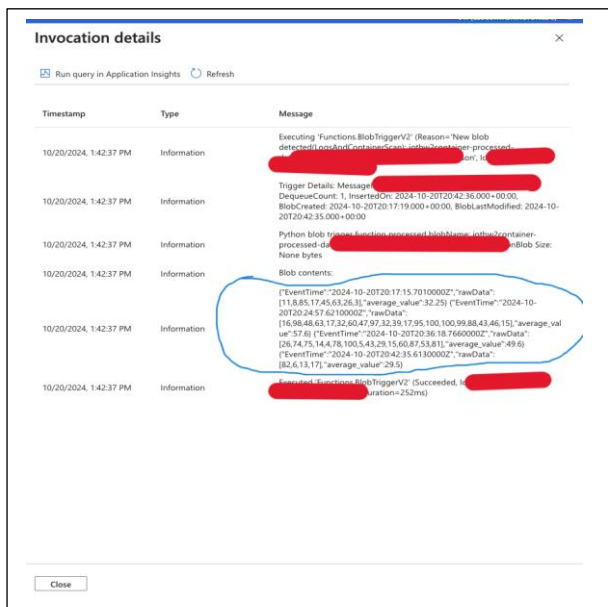 Invocation details
Run query in Application Insights Refresh
Timestamp Type Message
10/20/2024, 1:42:37 PM Information Executing 'Functions.BlobTriggerV2' (Reason='New blob
detected(LogsAndContainerScan): iothw2container-processed-
ion', Id
10/20/2024, 1:42:37 PM Information Trigger Details: MessageI
DequeueCount: 1, InsertedOn: 2024-10-20T20:42:36.000+00:00,
BlobCreated: 2024-10-20T20:17:19.000+00:00, BlobLastModified: 2024-10-
20T20:42:35.000+00:00
10/20/2024, 1:42:37 PM Information Python blob trigger function processed blobName: iothw2container-
processed-da onBlob Size:
None bytes
10/20/2024, 1:42:37 PM Information Blob contents:
10/20/2024, 1:42:37 PM Information {"EventTime":"2024-10-20T20:17:15.7010000Z","rawData":
[11,8,85,17,45,63,26,3],"average_value":32.25} {"EventTime":"2024-10-
20T20:24:57.6210000Z","rawData":
[16,98,48,63,17,32,60,47,97,32,39,17,95,100,100,99,88,43,46,15],"average_val
ue":57.6} {"EventTime":"2024-10-20T20:36:18.7660000Z","rawData":
[26,74,75,14,4,78,100,5,43,29,15,60,87,53,81],"average_value":49.6}
{"EventTime":"2024-10-20T20:42:35.6130000Z","rawData":
[82,6,13,17],"average_value":29.5}
10/20/2024, 1:42:37 PM Information Executed 'Functions.BlobTriggerV2' (Succeeded, Id
uration=252ms)
Close